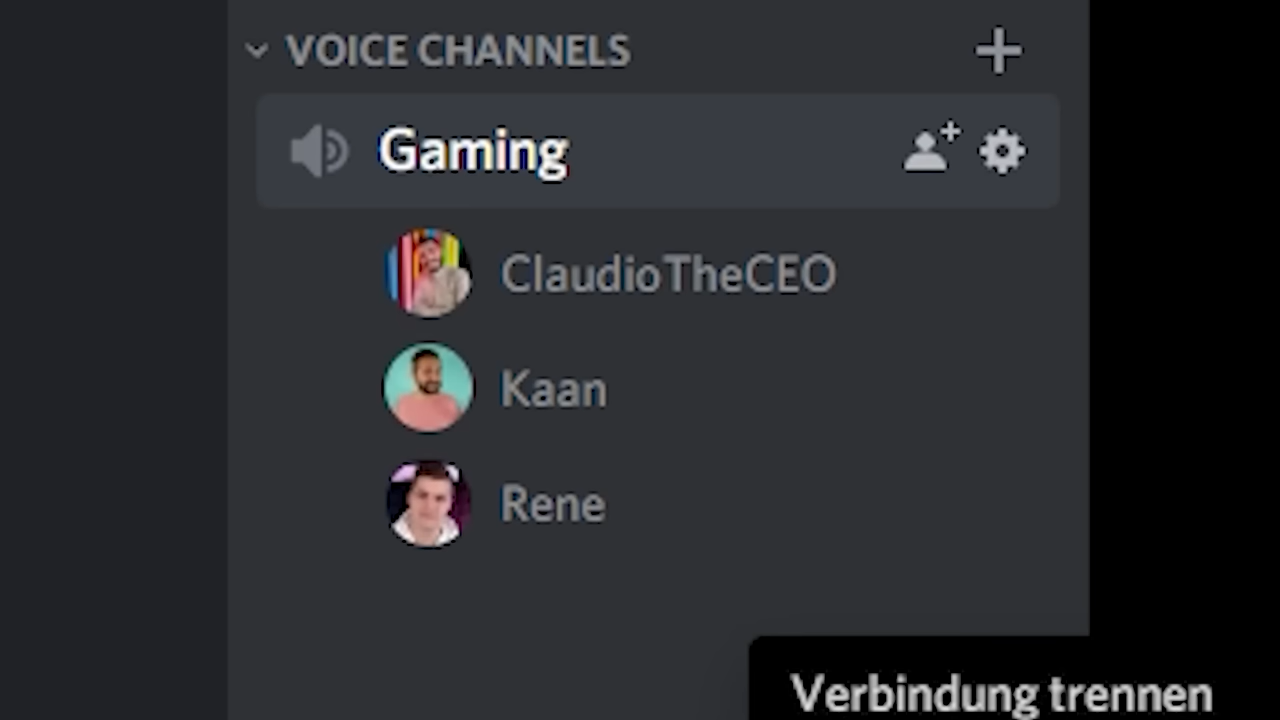 VOICE CHANNELS
Gaming
ClaudioTheCEO
Kaan
Rene
Verbindung trennen